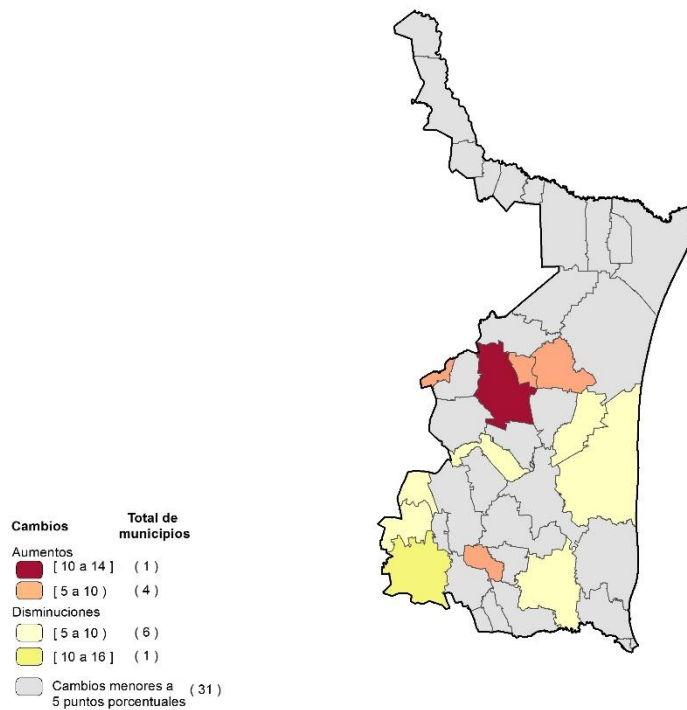 Cambios Total de municipios
Aumentos
[ 10 a 14 ] ( 1 )
[ 5 a 10 ) ( 4 )
Disminuciones
[ 5 a 10 ) ( 6 )
[ 10 a 16 ] ( 1 )
Cambios menores a ( 31 )
5 puntos porcentuales